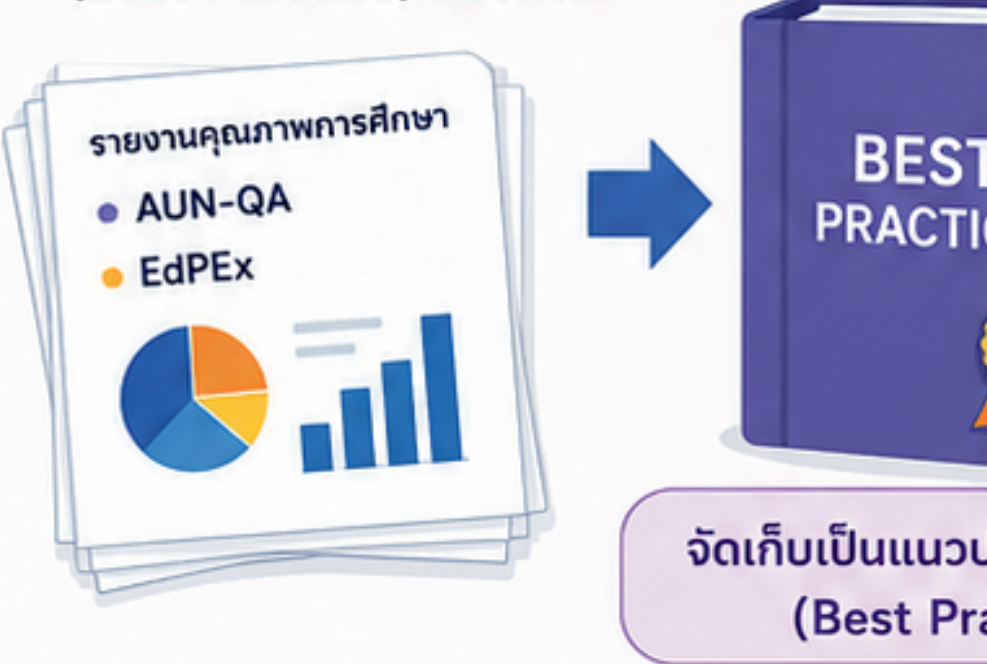 รายงานคุณภาพการศึกษา
AUN-QA
EdPEx
BEST
PRACTIC
จัดเก็บเป็นแนวป
(Best Pra